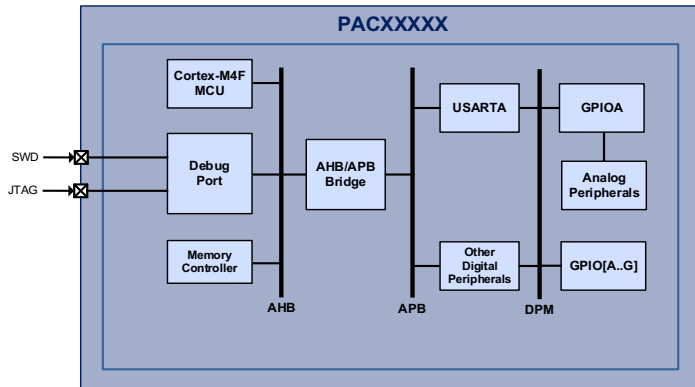 PACXXXXX
Cortex-M4F
MCU
USARTA
GPIOA
SWD
JTAG
Debug
Port
AHB/APB
Bridge
Analog
Peripherals
Memory
Controller
Other
Digital
Peripherals
GPIO[A..G]
AHB
APB
DPM